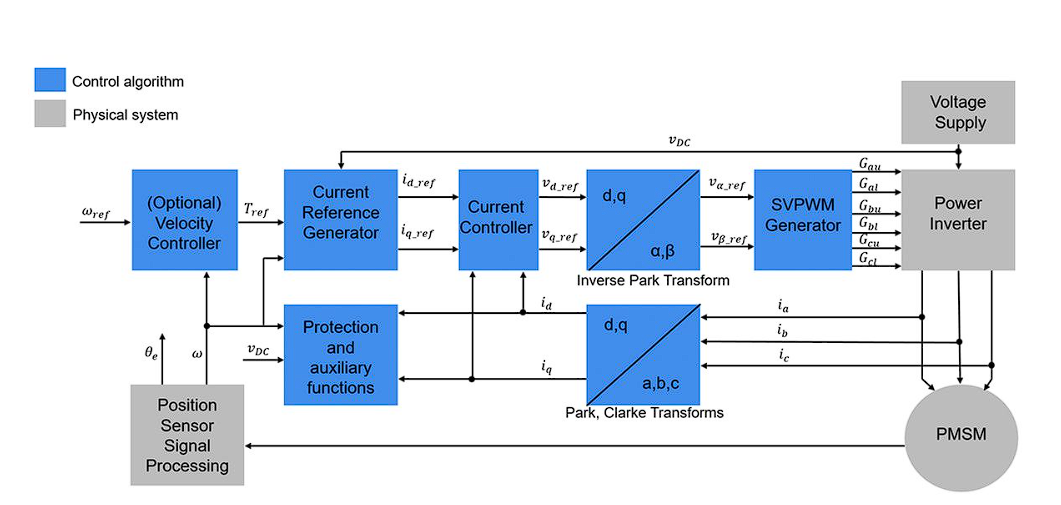 Control algorithm
Physical system
Voltage
Supply
v_DC
ω_ref
(Optional)
Velocity
Controller
T_ref
Current
Reference
Generator
i_d_ref
i_q_ref
Current
Controller
v_d_ref
v_q_ref
d,q
α,β
Inverse Park Transform
v_α_ref
v_β_ref
SVPWM
Generator
G_au
G_al
G_bu
G_bl
G_cu
G_cl
Power
Inverter
θ_e
ω
v_DC
Protection
and
auxiliary
functions
i_d
i_q
d,q
a,b,c
Park, Clarke Transforms
i_a
i_b
i_c
Position
Sensor
Signal
Processing
PMSM